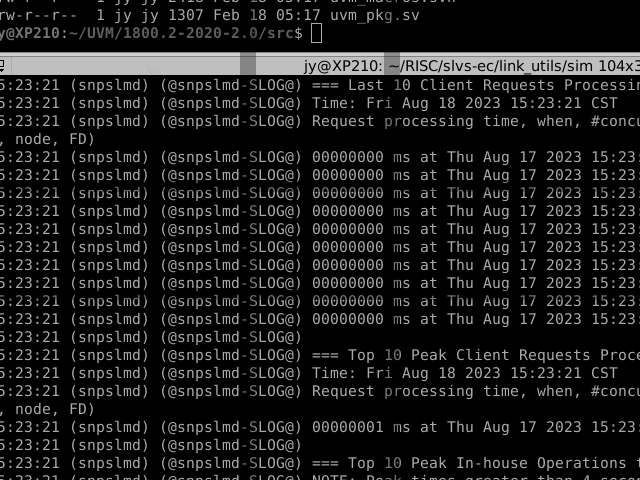 rw-r--r-- 1 jy jy 2418 Feb 18 05:17
-rw-r--r-- 1 jy jy 1307 Feb 18 05:17 uvm_pkg.sv
y@XP210:~/UVM/1800.2-2020-2.0/src$
jy@XP210: ~/RISC/slvs-ec/link_utils/sim 104x3
5:23:21 (snpslmd) (@snpslmd-SLOG@) === Last 10 Client Requests Processin
5:23:21 (snpslmd) (@snpslmd-SLOG@) Time: Fri Aug 18 2023 15:23:21 CST
5:23:21 (snpslmd) (@snpslmd-SLOG@) Request processing time, when, #concu
, node, FD)
5:23:21 (snpslmd) (@snpslmd-SLOG@) 00000000 ms at Thu Aug 17 2023 15:23:
5:23:21 (snpslmd) (@snpslmd-SLOG@) 00000000 ms at Thu Aug 17 2023 15:23:
5:23:21 (snpslmd) (@snpslmd-SLOG@) 00000000 ms at Thu Aug 17 2023 15:23:
5:23:21 (snpslmd) (@snpslmd-SLOG@) 00000000 ms at Thu Aug 17 2023 15:23:
5:23:21 (snpslmd) (@snpslmd-SLOG@) 00000000 ms at Thu Aug 17 2023 15:23:
5:23:21 (snpslmd) (@snpslmd-SLOG@) 00000000 ms at Thu Aug 17 2023 15:23:
5:23:21 (snpslmd) (@snpslmd-SLOG@) 00000000 ms at Thu Aug 17 2023 15:23:
5:23:21 (snpslmd) (@snpslmd-SLOG@) 00000000 ms at Thu Aug 17 2023 15:23:
5:23:21 (snpslmd) (@snpslmd-SLOG@) 00000000 ms at Thu Aug 17 2023 15:23:
5:23:21 (snpslmd) (@snpslmd-SLOG@) 00000000 ms at Thu Aug 17 2023 15:23:
5:23:21 (snpslmd) (@snpslmd-SLOG@)
5:23:21 (snpslmd) (@snpslmd-SLOG@) === Top 10 Peak Client Requests Proce
5:23:21 (snpslmd) (@snpslmd-SLOG@) Time: Fri Aug 18 2023 15:23:21 CST
5:23:21 (snpslmd) (@snpslmd-SLOG@) Request processing time, when, #concu
, node, FD)
5:23:21 (snpslmd) (@snpslmd-SLOG@) 00000001 ms at Thu Aug 17 2023 15:23:
5:23:21 (snpslmd) (@snpslmd-SLOG@)
5:23:21 (snpslmd) (@snpslmd-SLOG@) === Top 10 Peak In-house Operations t
5:23:21 (snpslmd) (@snpslmd-SLOG@) NOTE: Peak times greater than 4 secon